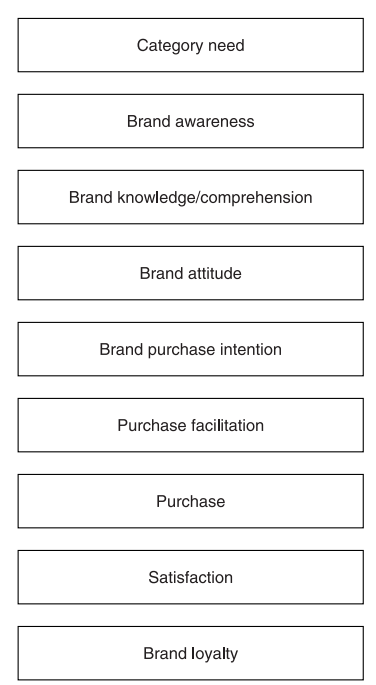 Category need
Brand awareness
Brand knowledge/comprehension
Brand attitude
Brand purchase intention
Purchase facilitation
Purchase
Satisfaction
Brand loyalty